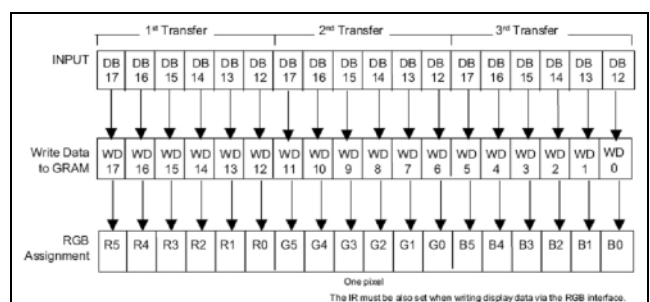 1st Transfer 2nd Transfer 3rd Transfer
INPUT DB 17 DB 16 DB 15 DB 14 DB 13 DB 12 DB 17 DB 16 DB 15 DB 14 DB 13 DB 12 DB 17 DB 16 DB 15 DB 14 DB 13 DB 12
Write Data to GRAM WD 17 WD 16 WD 15 WD 14 WD 13 WD 12 WD 11 WD 10 WD 9 WD 8 WD 7 WD 6 WD 5 WD 4 WD 3 WD 2 WD 1 WD 0
RGB Assignment R5 R4 R3 R2 R1 R0 G5 G4 G3 G2 G1 G0 B5 B4 B3 B2 B1 B0
One pixel
The IR must be also set when writing display data via the RGB interface.